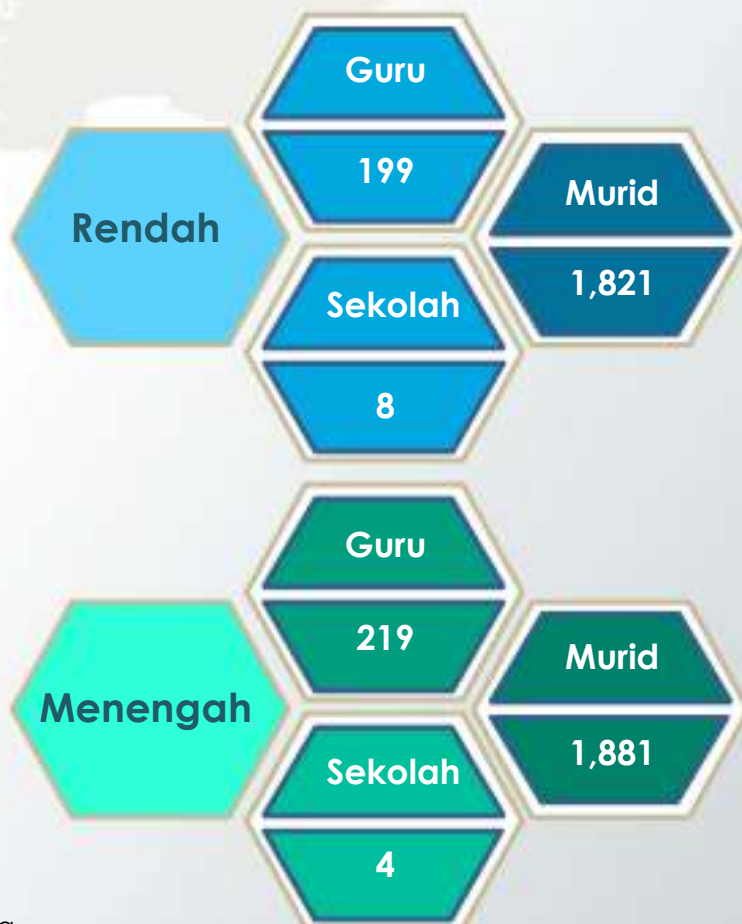 Rendah
Guru
199
Sekolah
8
Murid
1,821
Menengah
Guru
219
Sekolah
4
Murid
1,881